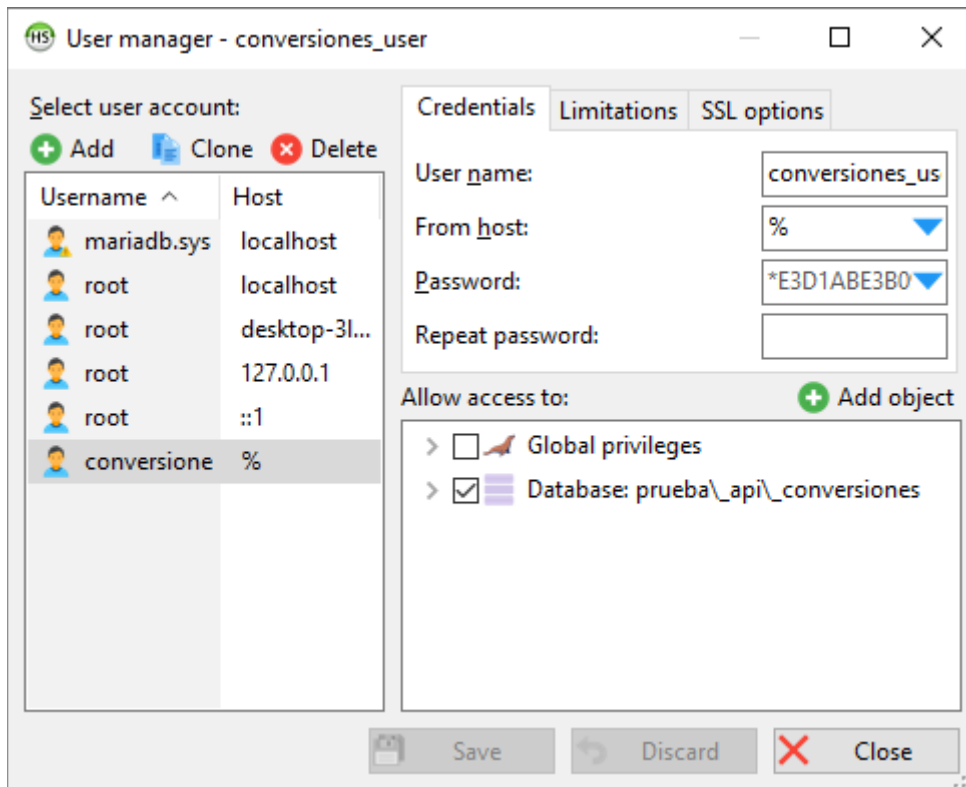 HS User manager - conversiones_user
Select user account:
Add Clone Delete
Username Host
mariadb.sys localhost
root localhost
root desktop-3l...
root 127.0.0.1
root ::1
conversione %
Credentials Limitations SSL options
User name: conversiones_us
From host: %
Password: *E3D1ABE3B0
Repeat password:
Allow access to: Add object
Global privileges
Database: prueba\_api\_conversiones
Save Discard Close